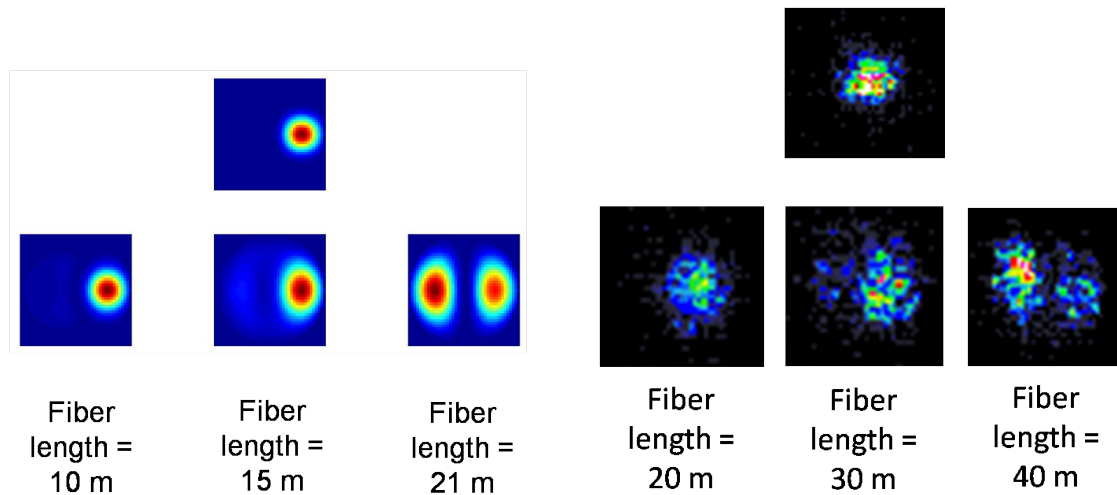 Fiber
length =
10 m
Fiber
length =
15 m
Fiber
length =
21 m
Fiber
length =
20 m
Fiber
length =
30 m
Fiber
length =
40 m